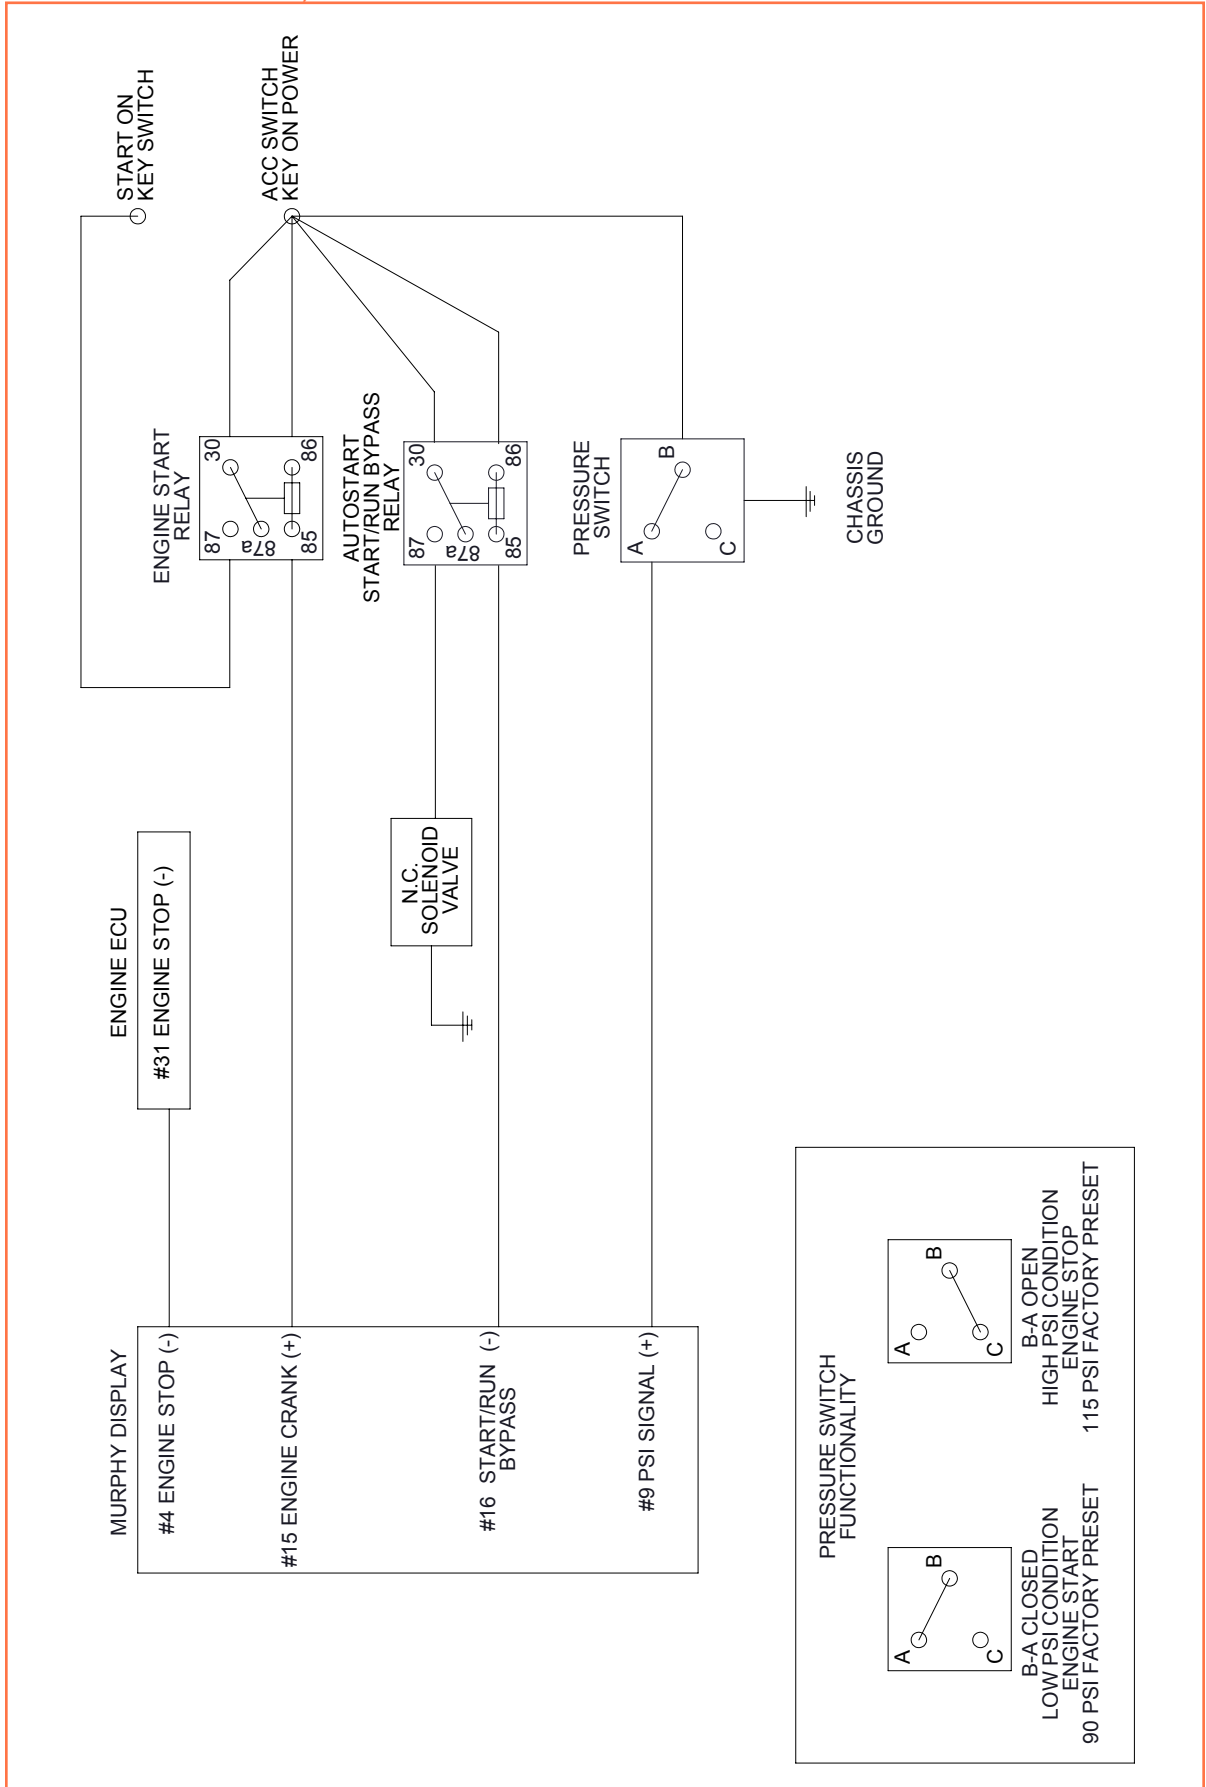 MURPHY DISPLAY
#4 ENGINE STOP (-)
#15 ENGINE CRANK (+)
#16 START/RUN (-)
BYPASS
#9 PSI SIGNAL (+)
ENGINE ECU
#31 ENGINE STOP (-)
N.C.
SOLENOID
VALVE
ENGINE START
RELAY
87
30
87a
85
86
AUTOSTART
START/RUN BYPASS
RELAY
87
30
87a
85
86
PRESSURE
SWITCH
A
B
C
CHASSIS
GROUND
START ON
KEY SWITCH
ACC SWITCH
KEY ON POWER
PRESSURE SWITCH
FUNCTIONALITY
A
B
C
B-A CLOSED
LOW PSI CONDITION
ENGINE START
90 PSI FACTORY PRESET
A
B
C
B-A OPEN
HIGH PSI CONDITION
ENGINE STOP
115 PSI FACTORY PRESET